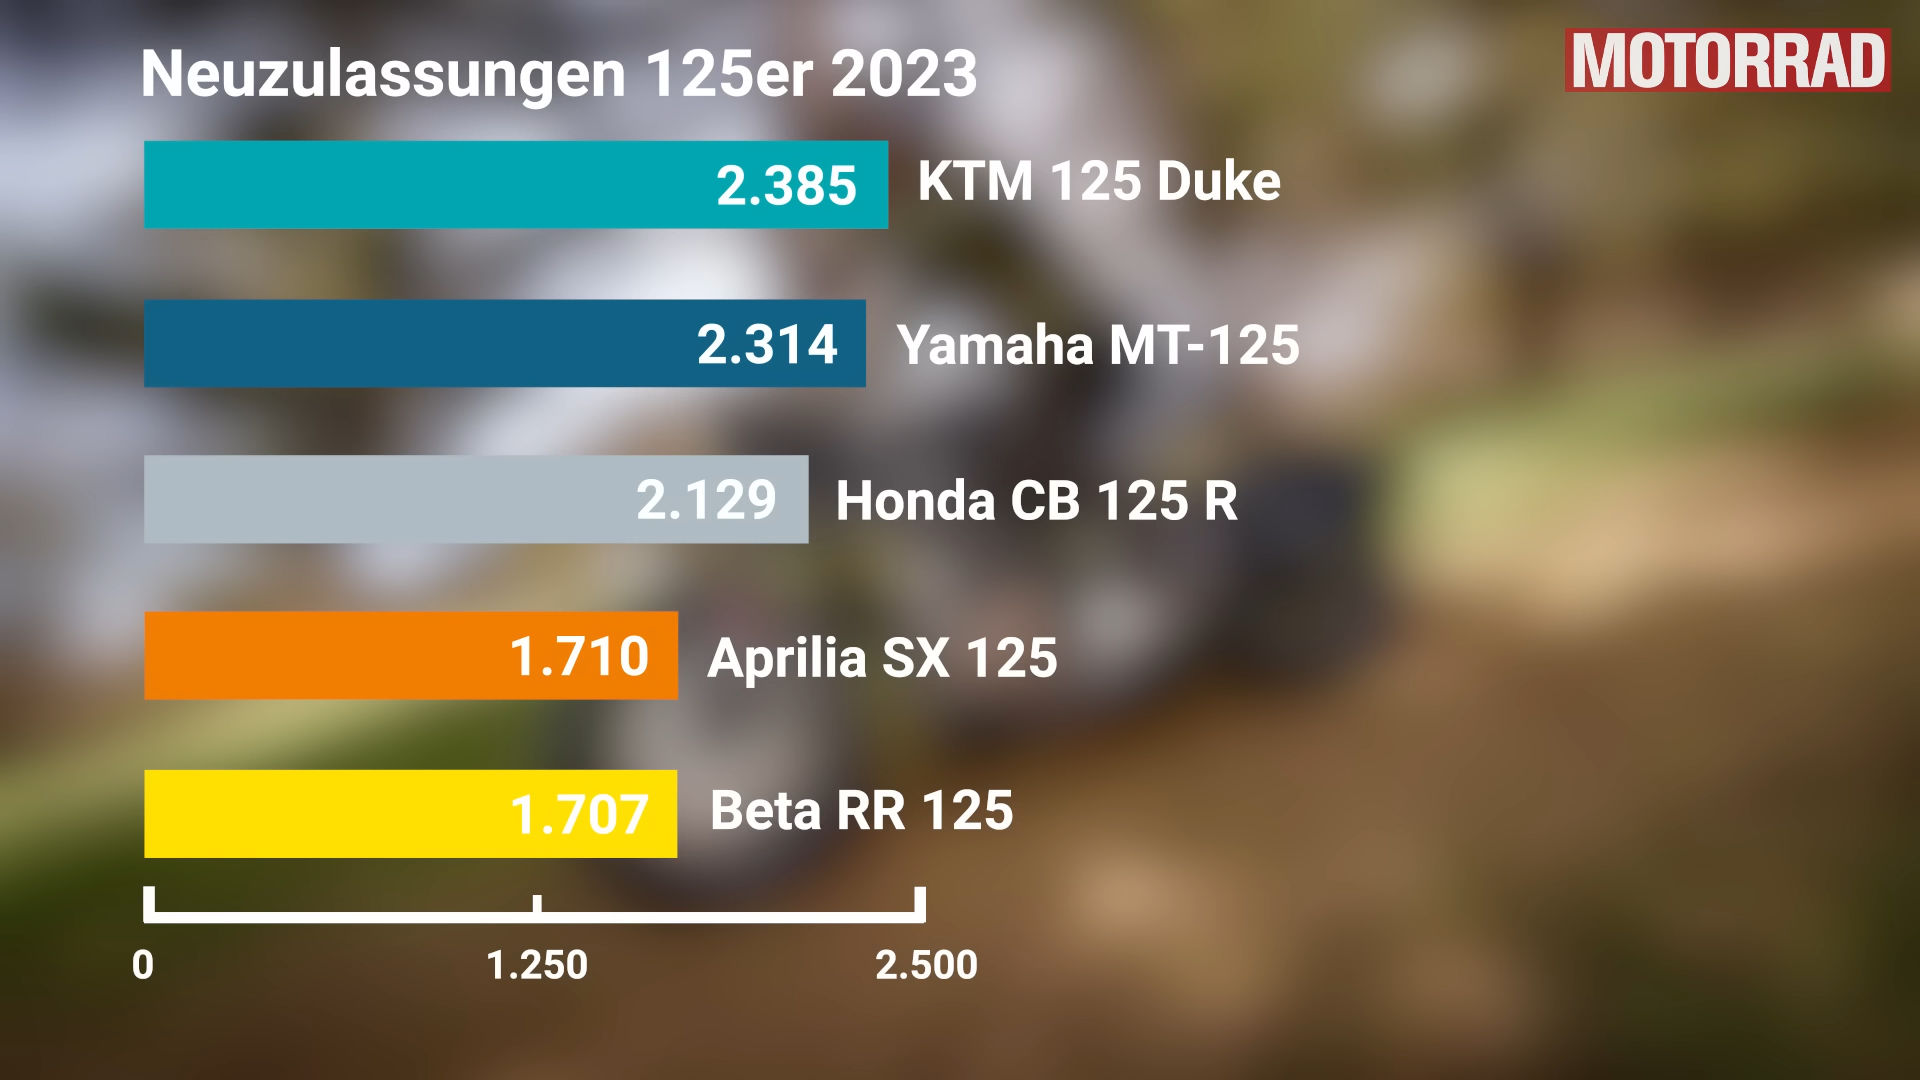 Neuzulassungen 125er 2023
MOTORRAD
2.385 KTM 125 Duke
2.314 Yamaha MT-125
2.129 Honda CB 125 R
1.710 Aprilia SX 125
1.707 Beta RR 125
0 1.250 2.500